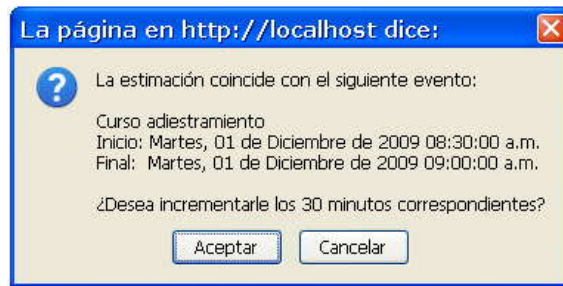 La página en http://localhost dice:
La estimación coincide con el siguiente evento:
Curso adiestramiento
Inicio: Martes, 01 de Diciembre de 2009 08:30:00 a.m.
Final: Martes, 01 de Diciembre de 2009 09:00:00 a.m.
¿Desea incrementarle los 30 minutos correspondientes?
Aceptar Cancelar